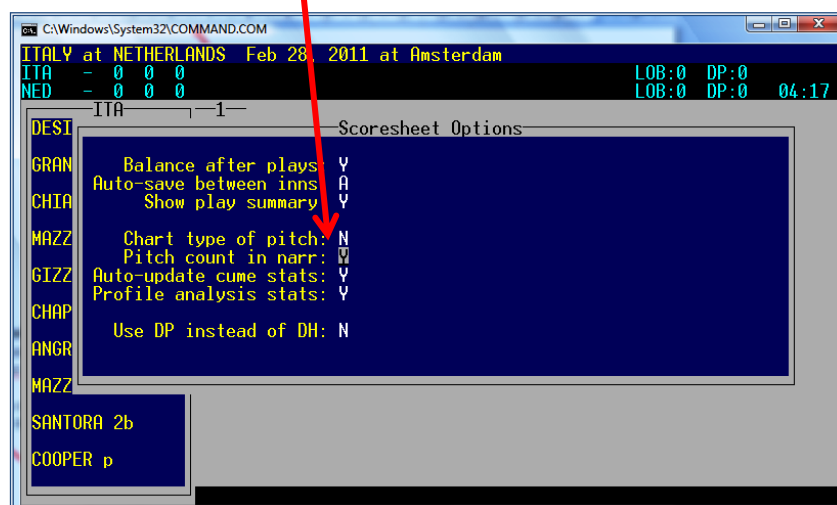 C:\Windows\System32\COMMAND.COM
ITALY at NETHERLANDS Feb 28, 2011 at Amsterdam
ITA - 0 0 0 LOB:0 DP:0
NED - 0 0 0 LOB:0 DP:0 04:17
ITA 1
Scoresheet Options
DESI
GRAN Balance after plays: Y
Auto-save between inns: A
CHIA Show play summary: Y
MAZZ Chart type of pitch: N
Pitch count in narr: Y
GIZZ Auto-update cume stats: Y
Profile analysis stats: Y
CHAP
Use DP instead of DH: N
ANGR
MAZZ
SANTORA 2b
COOPER p